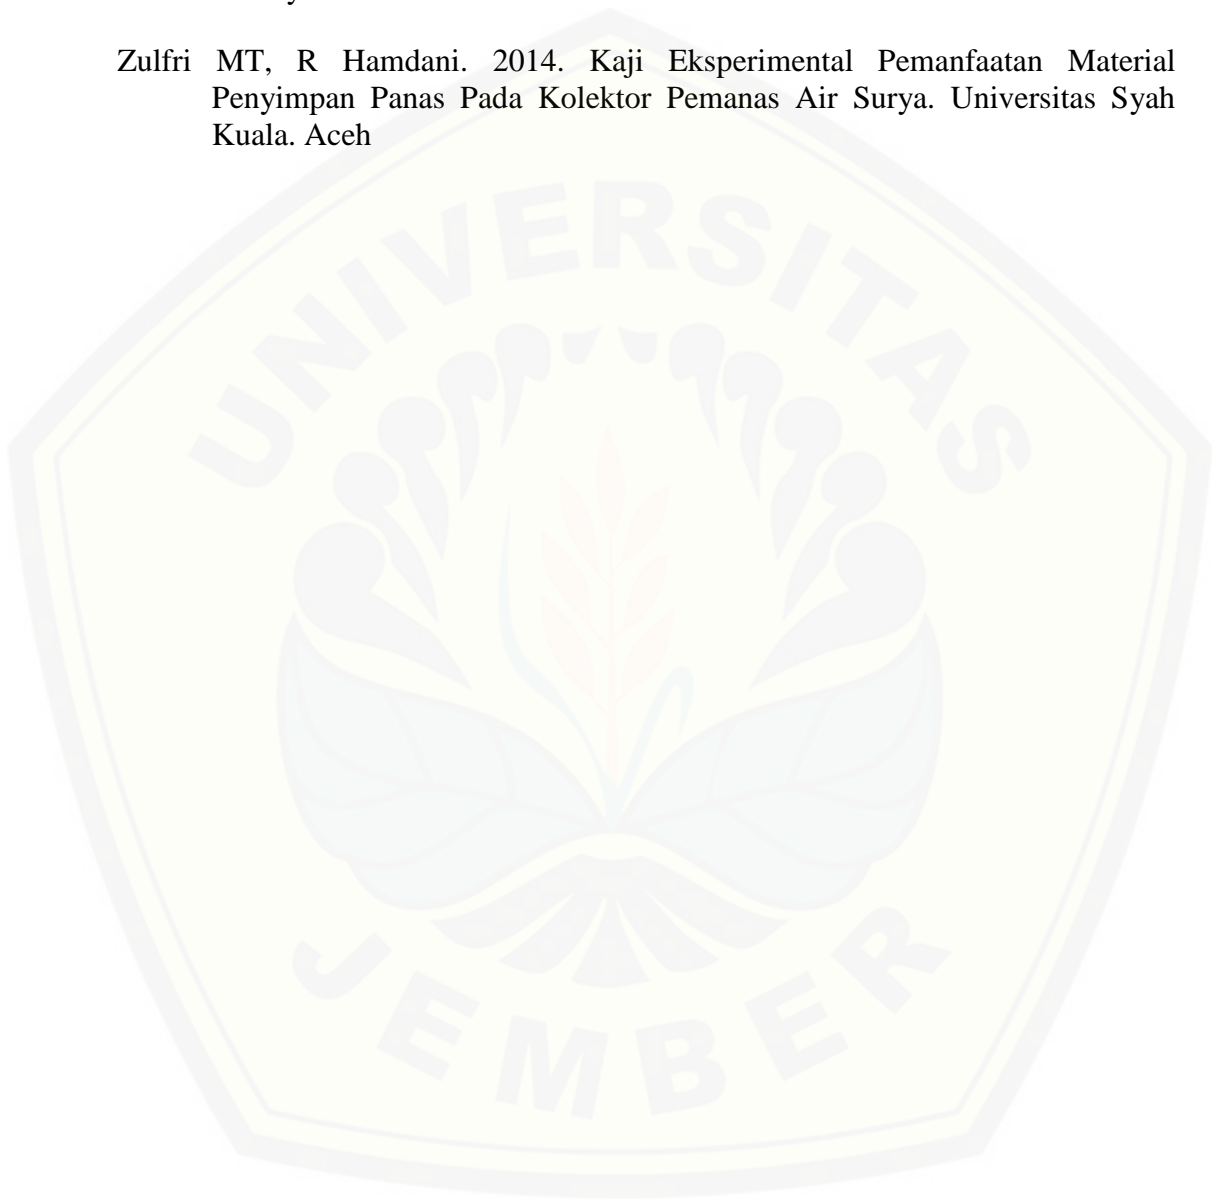 Zulfri MT, R Hamdani. 2014. Kaji Eksperimental Pemanfaatan Material
Penyimpan Panas Pada Kolektor Pemanas Air Surya. Universitas Syah
Kuala. Aceh
UNIVERSITAS
JEMBER